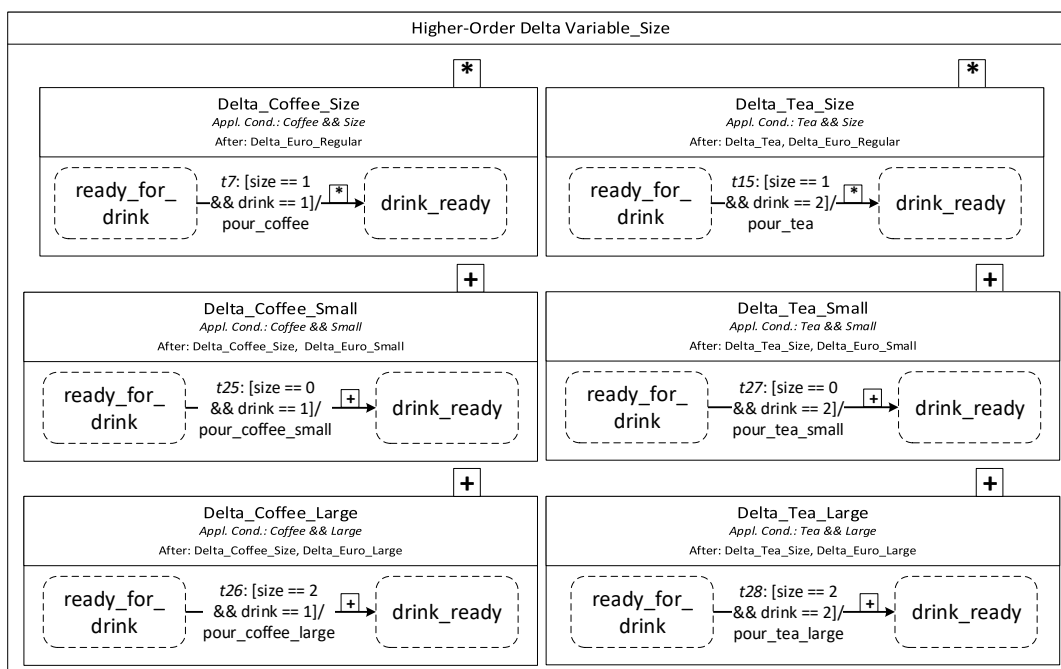 Higher-Order Delta Variable_Size
*
Delta_Coffee_Size
Appl. Cond.: Coffee && Size
After: Delta_Euro_Regular
ready_for_
drink
t7: [size == 1
&& drink == 1]/
pour_coffee
*
drink_ready
*
Delta_Tea_Size
Appl. Cond.: Tea && Size
After: Delta_Tea, Delta_Euro_Regular
ready_for_
drink
t15: [size == 1
&& drink == 2]/
pour_tea
*
drink_ready
+
Delta_Coffee_Small
Appl. Cond.: Coffee && Small
After: Delta_Coffee_Size, Delta_Euro_Small
ready_for_
drink
t25: [size == 0
&& drink == 1]/
pour_coffee_small
+
drink_ready
+
Delta_Tea_Small
Appl. Cond.: Tea && Small
After: Delta_Tea_Size, Delta_Euro_Small
ready_for_
drink
t27: [size == 0
&& drink == 2]/
pour_tea_small
+
drink_ready
+
Delta_Coffee_Large
Appl. Cond.: Coffee && Large
After: Delta_Coffee_Size, Delta_Euro_Large
ready_for_
drink
t26: [size == 2
&& drink == 1]/
pour_coffee_large
+
drink_ready
+
Delta_Tea_Large
Appl. Cond.: Tea && Large
After: Delta_Tea_Size, Delta_Euro_Large
ready_for_
drink
t28: [size == 2
&& drink == 2]/
pour_tea_large
+
drink_ready